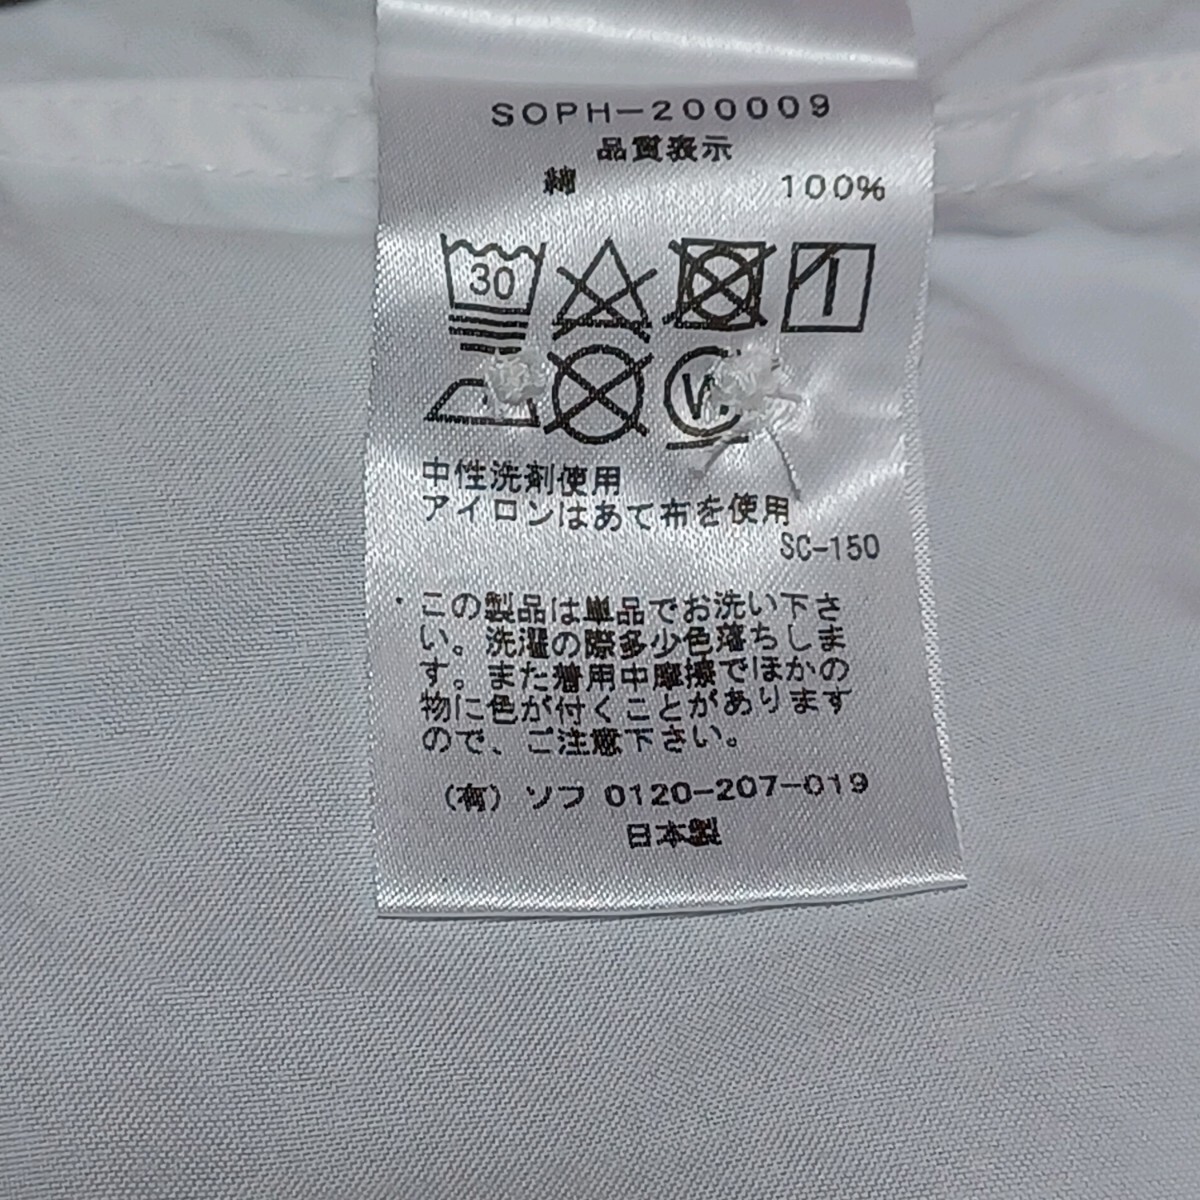 SOPH-200009
品質表示
綿 100%
30
W
中性洗剤使用
アイロンはあて布を使用
SC-150
・この製品は単品でお洗い下さ
い。洗濯の際多少色落ちしま
す。また着用中摩擦でほかの
物に色が付くことがあります
ので、ご注意下さい。
(有) ソフ 0120-207-019
日本製